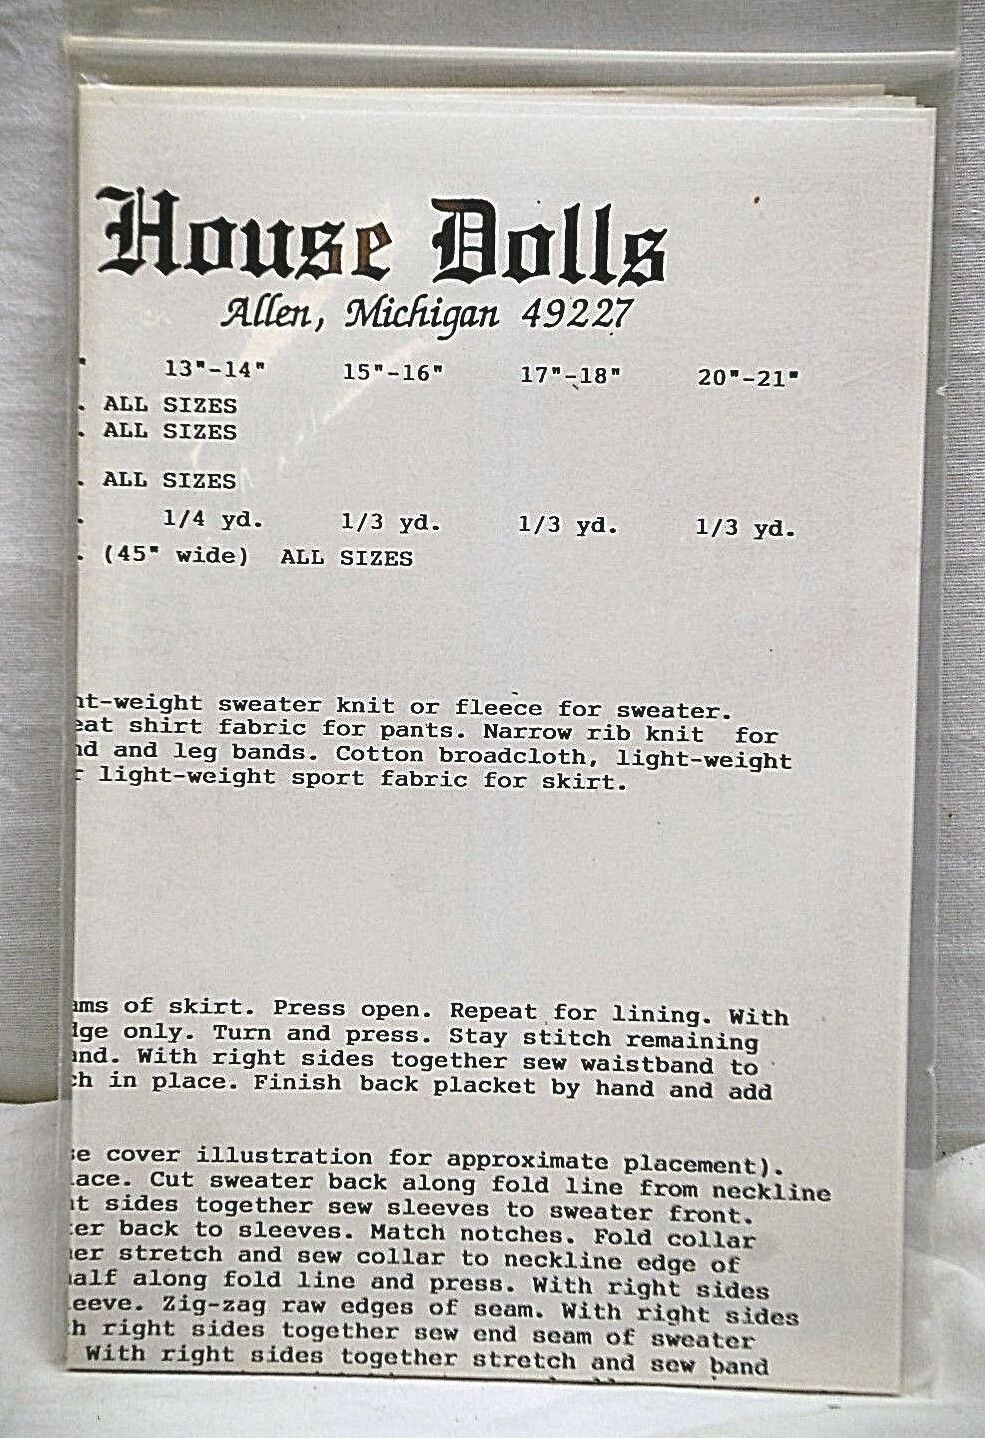 House Dolls
Allen, Michigan 49227
" 13"-14" 15"-16" 17"-18" 20"-21"
. ALL SIZES
. ALL SIZES
. ALL SIZES
. 1/4 yd. 1/3 yd. 1/3 yd. 1/3 yd.
. (45" wide) ALL SIZES
ht-weight sweater knit or fleece for sweater.
eat shirt fabric for pants. Narrow rib knit for
nd and leg bands. Cotton broadcloth, light-weight
r light-weight sport fabric for skirt.
ams of skirt. Press open. Repeat for lining. With
dge only. Turn and press. Stay stitch remaining
and. With right sides together sew waistband to
ch in place. Finish back placket by hand and add
se cover illustration for approximate placement).
lace. Cut sweater back along fold line from neckline
ht sides together sew sleeves to sweater front.
ter back to sleeves. Match notches. Fold collar
her stretch and sew collar to neckline edge of
half along fold line and press. With right sides
leeve. Zig-zag raw edges of seam. With right sides
h right sides together sew end seam of sweater
With right sides together stretch and sew band